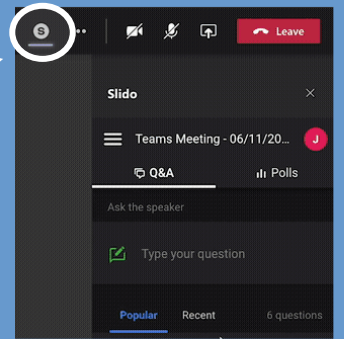 S
Leave
Slido
Teams Meeting - 06/11/20...
J
Q&A
Polls
Ask the speaker
Type your question
Popular Recent 6 questions